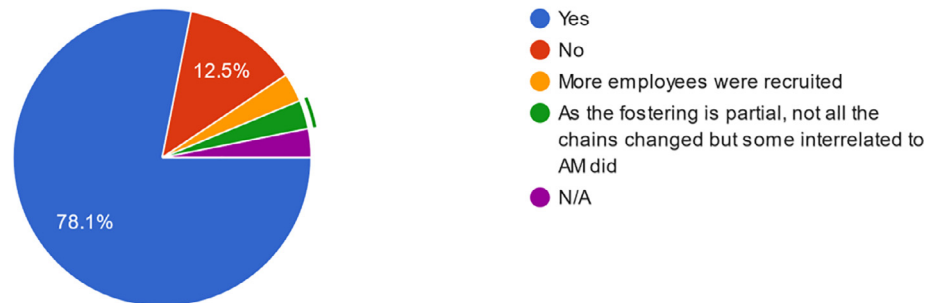 12.5%
78.1%
Yes
No
More employees were recruited
As the fostering is partial, not all the
chains changed but some interrelated to
AM did
N/A